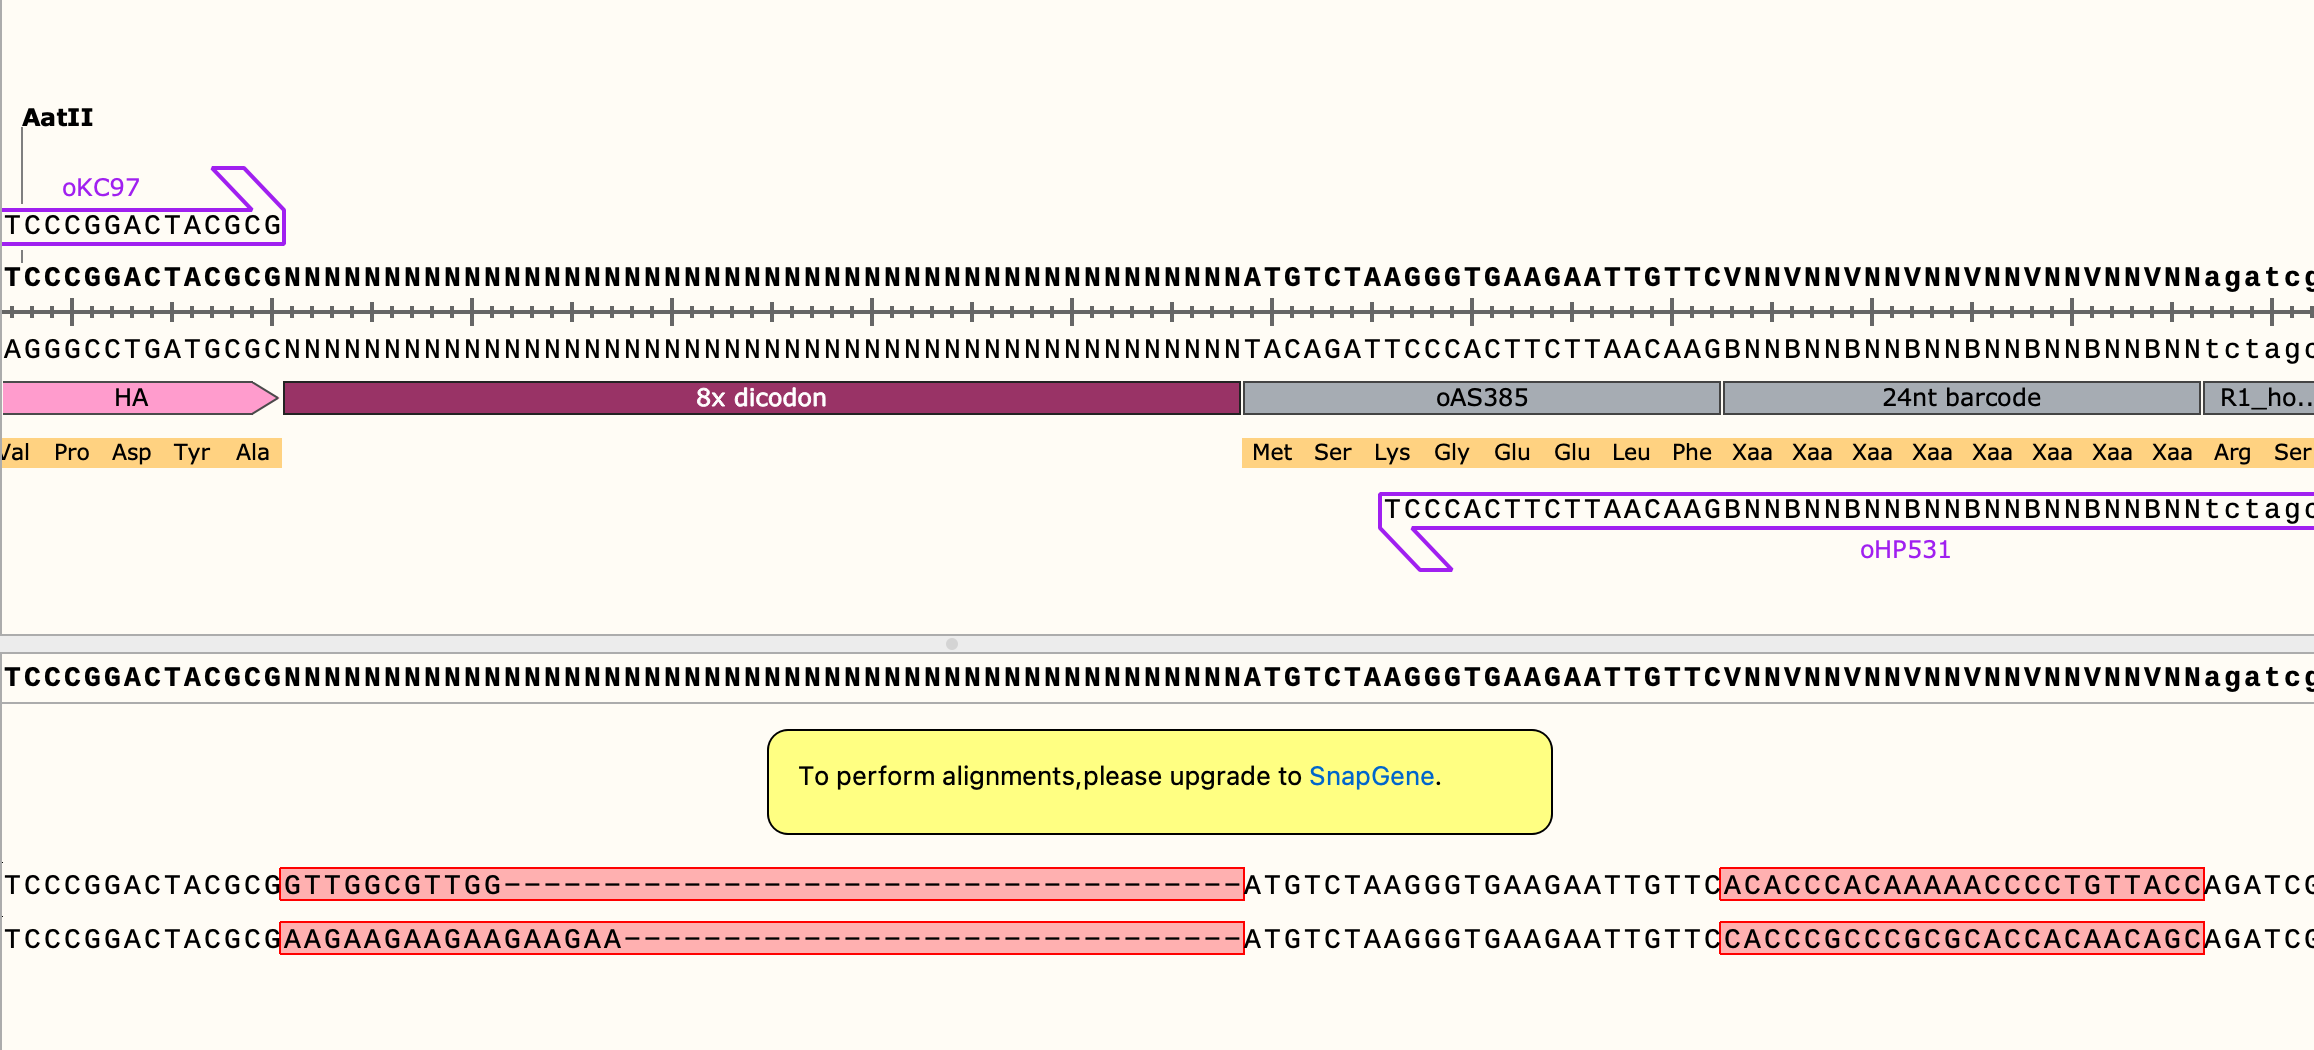 AatII
oKC97
TCCCGGACTACGCG
TCCCGGACTACGCGNNNNNNNNNNNNNNNNNNNNNNNNNNNNNNNNNNNNNNNNNNNNNNNNATGTCTAAGGGTGAAGAATTGTTCVNNVNNVNNVNNVNNVNNVNNVNNagatcg
AGGGCCTGATGCGCNNNNNNNNNNNNNNNNNNNNNNNNNNNNNNNNNNNNNNNNNNNNNNNNTACAGATTCCCACTTCTTAACAAGBNNBNNBNNBNNBNNBNNBNNBNNtctagc
HA 8x dicodon oAS385 24nt barcode R1_ho...
Val Pro Asp Tyr Ala Met Ser Lys Gly Glu Glu Leu Phe Xaa Xaa Xaa Xaa Xaa Xaa Xaa Xaa Arg Ser
TCCCACTTCTTAACAAGBNNBNNBNNBNNBNNBNNBNNBNNtctagc
oHP531
TCCCGGACTACGCGNNNNNNNNNNNNNNNNNNNNNNNNNNNNNNNNNNNNNNNNNNNNNNNNATGTCTAAGGGTGAAGAATTGTTCVNNVNNVNNVNNVNNVNNVNNVNNagatcg
To perform alignments,please upgrade to SnapGene.
TCCCGGACTACGCGGTTGGCGTTGG-------------------------------------ATGTCTAAGGGTGAAGAATTGTTCACACCCACAAAAACCCCTGTTACCAGATCG
TCCCGGACTACGCGAAGAAGAAGAAGAAGAA-------------------------------ATGTCTAAGGGTGAAGAATTGTTCCACCCGCCCGCGCACCACAACAGCAGATCG